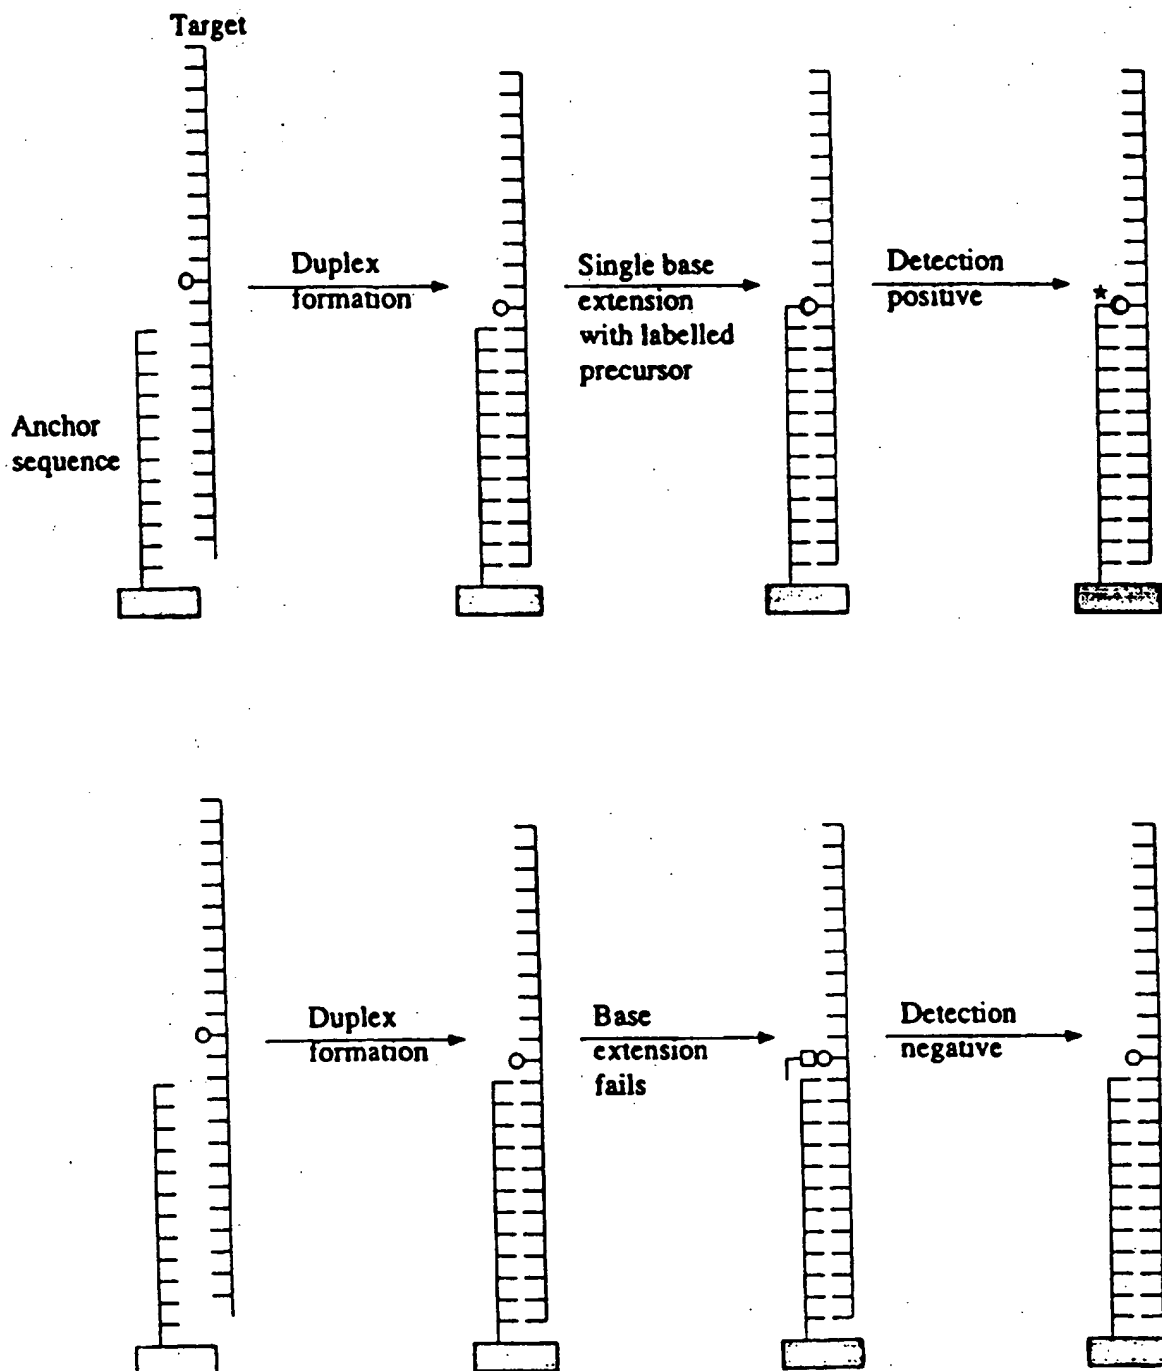 Target
Duplex
formation
Single base
extension
with labelled
precursor
Detection
positive
Anchor
sequence
Duplex
formation
Base
extension
fails
Detection
negative